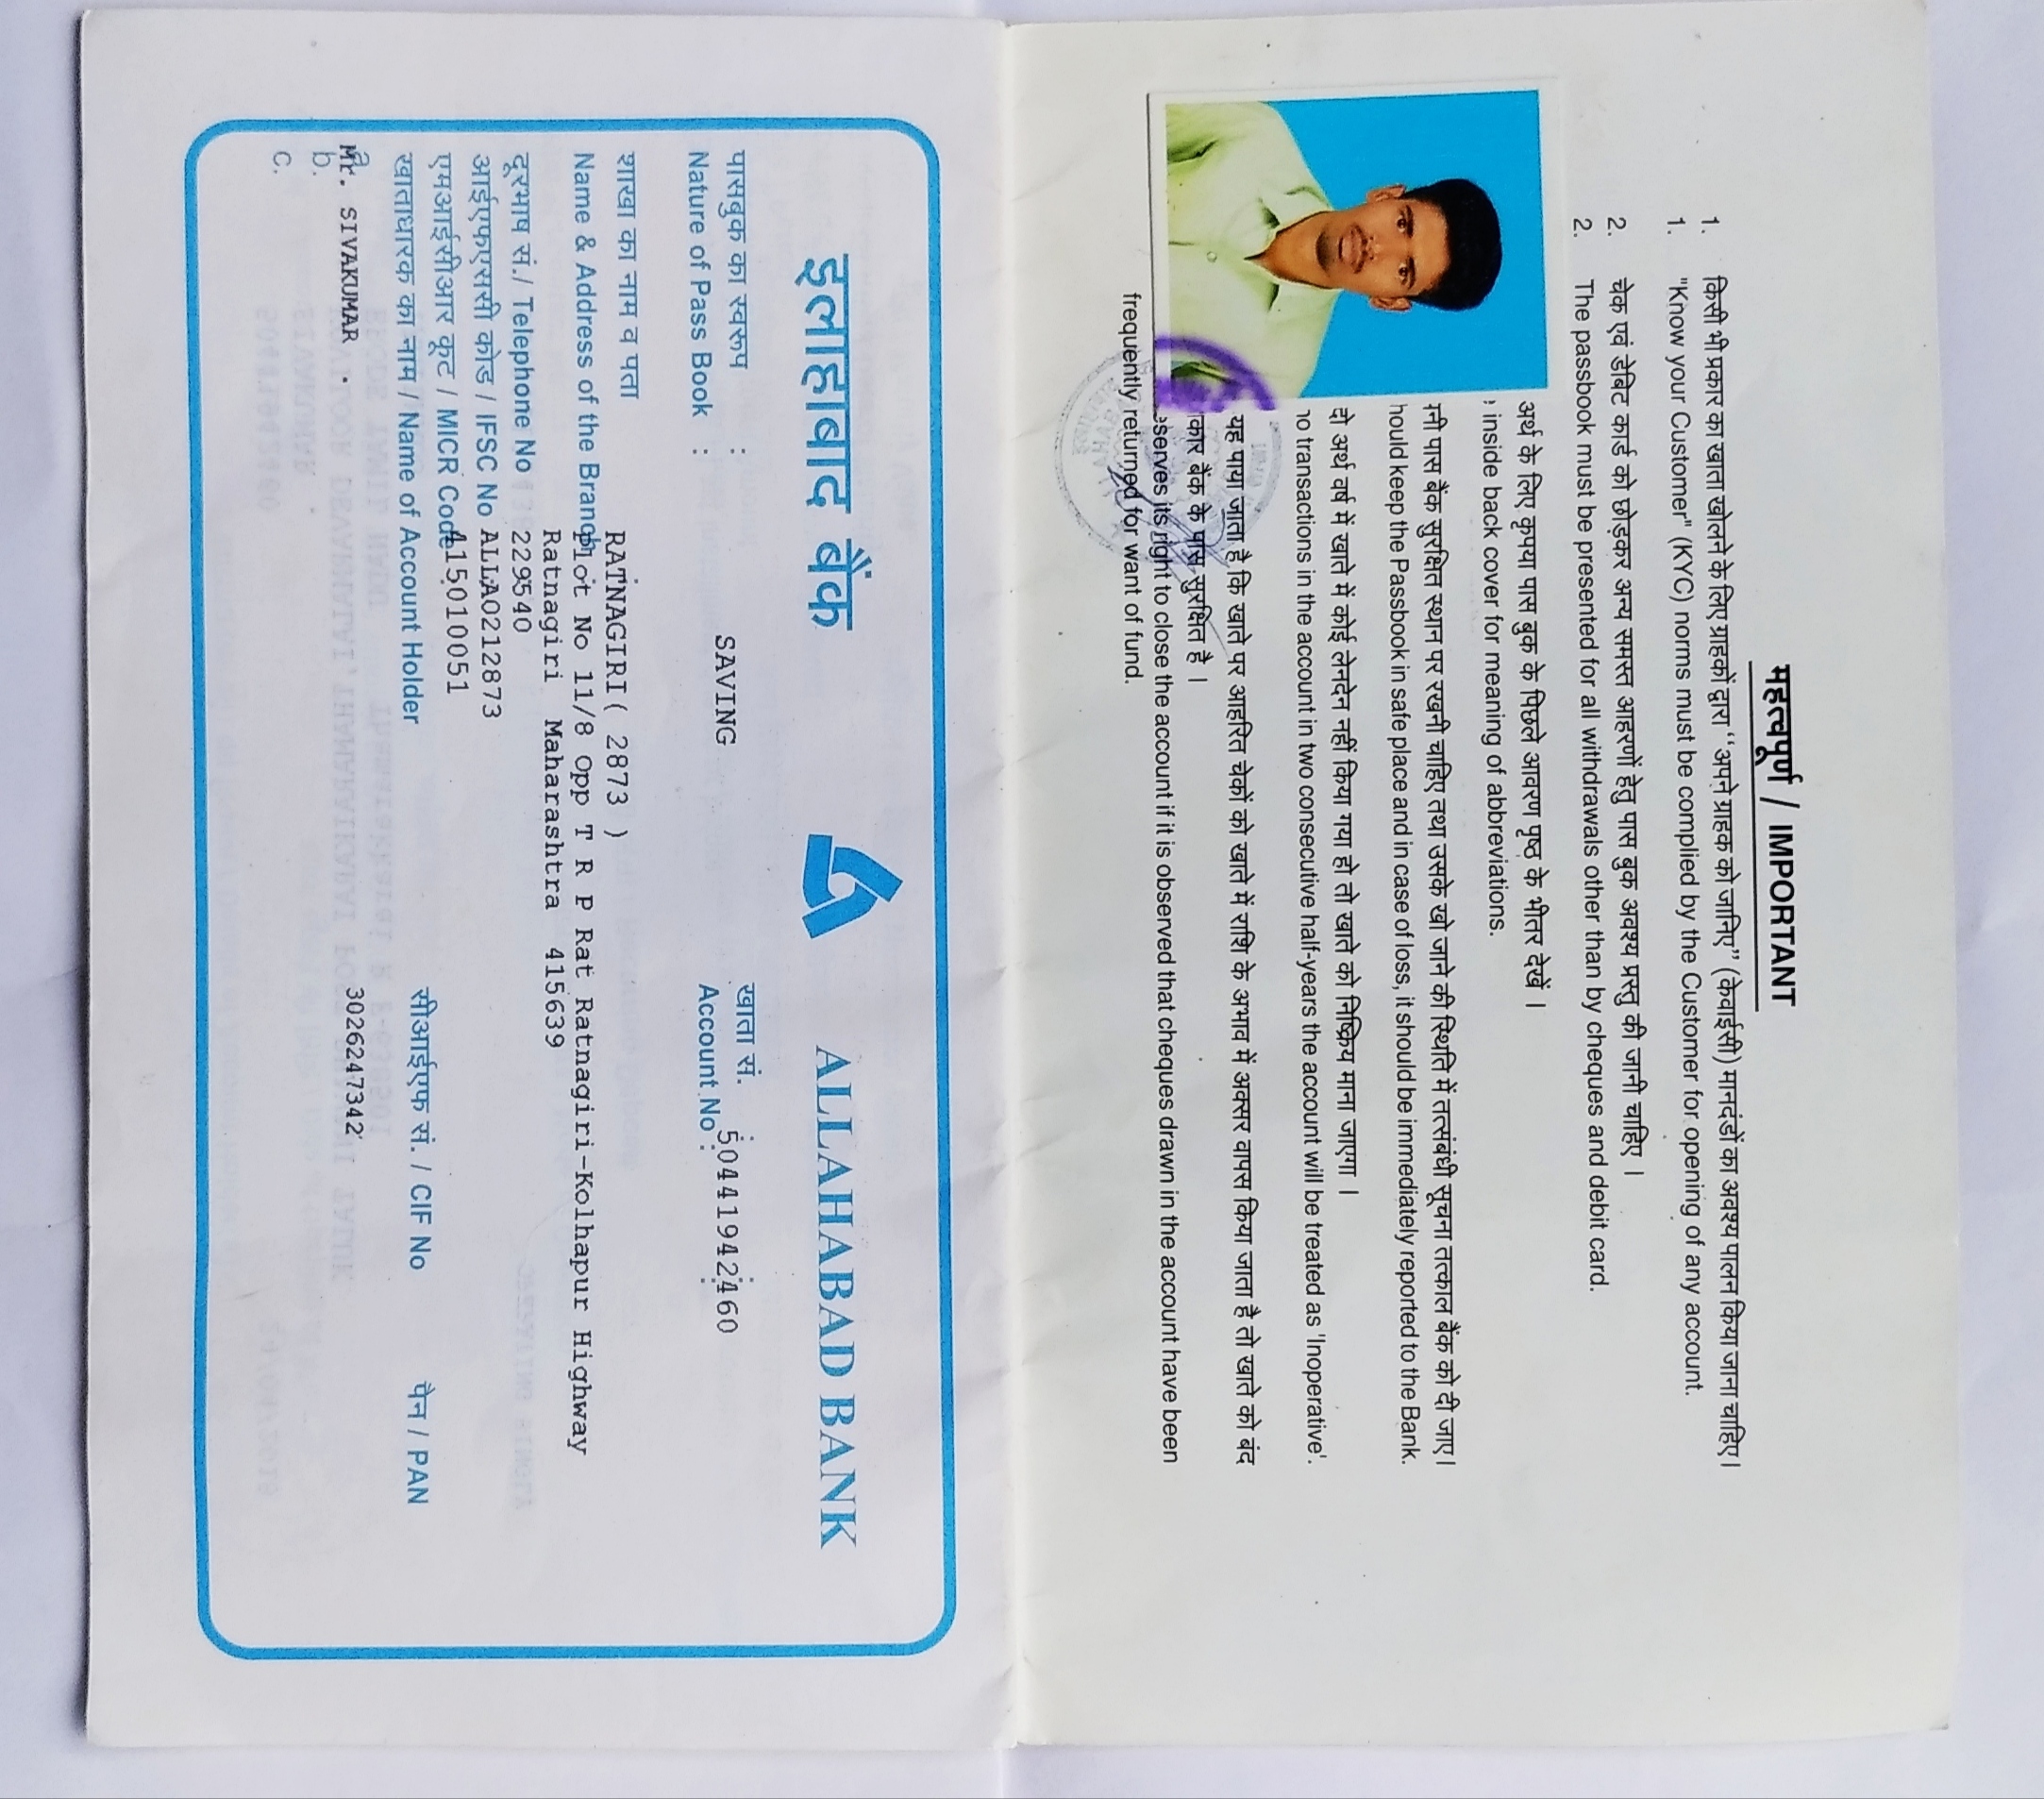 महत्वपूर्ण / IMPORTANT
1. किसी भी प्रकार का खाता खोलने के लिए ग्राहकों द्वारा ‘‘अपने ग्राहक को जानिए’’ (केवाईसी) मानदंडों का अवश्य पालन किया जाना चाहिए।
1. "Know your Customer" (KYC) norms must be complied by the Customer for opening of any account.
2. चेक एवं डेबिट कार्ड को छोड़कर अन्य समस्त आहरणों हेतु पास बुक अवश्य प्रस्तु की जानी चाहिए ।
2. The passbook must be presented for all withdrawals other than by cheques and debit card.
अर्थ के लिए कृपया पास बुक के पिछले आवरण पृष्ठ के भीतर देखें ।
inside back cover for meaning of abbreviations.
नी पास बैंक सुरक्षित स्थान पर रखनी चाहिए तथा उसके खो जाने की स्थिति में तत्संबंधी सूचना तत्काल बैंक को दी जाए।
hould keep the Passbook in safe place and in case of loss, it should be immediately reported to the Bank.
दो अर्थ वर्ष में खाते में कोई लेनदेन नहीं किया गया हो तो खाते को निष्क्रिय माना जाएगा ।
no transactions in the account in two consecutive half-years the account will be treated as 'Inoperative'.
यह पाया जाता है कि खाते पर आहरित चेकों को खाते में राशि के अभाव में अक्सर वापस किया जाता है तो खाते को बंद
कार बैंक के पास सुरक्षित है ।
eserves its right to close the account if it is observed that cheques drawn in the account have been
frequently returned for want of fund.
इलाहाबाद बैंक ALLAHABAD BANK
पासबुक का स्वरूप : खाता सं.
Nature of Pass Book : SAVING Account No : 50441942460
शाखा का नाम व पता RATNAGIRI( 2873 )
Name & Address of the Branch Plot No 11/8 Opp T R P Rat Ratnagiri-Kolhapur Highway
Ratnagiri Maharashtra 415639
दूरभाष सं./ Telephone No 229540
आईएफएससी कोड / IFSC No ALLA0212873
एमआईसीआर कूट / MICR Code 415010051
खाताधारक का नाम / Name of Account Holder सीआईएफ सं. / CIF No पैन / PAN
a. Mr. SIVAKUMAR . 3026247342
b.
c.